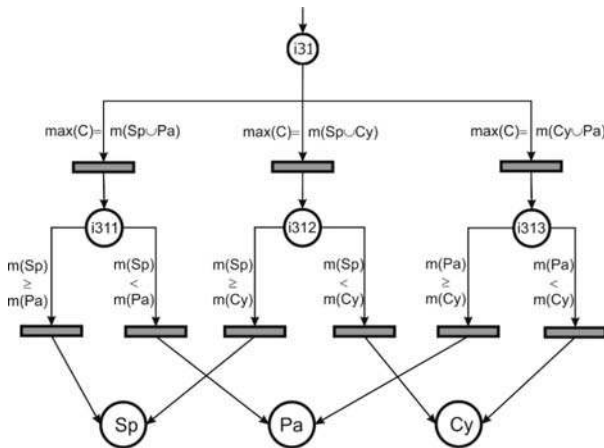 i31
max(C)= m(Sp∪Pa) max(C)= m(Sp∪Cy) max(C)= m(Cy∪Pa)
i311 i312 i313
m(Sp) m(Sp) m(Sp) m(Sp) m(Pa) m(Pa)
≥ < ≥ < ≥ <
m(Pa) m(Pa) m(Cy) m(Cy) m(Cy) m(Cy)
Sp Pa Cy